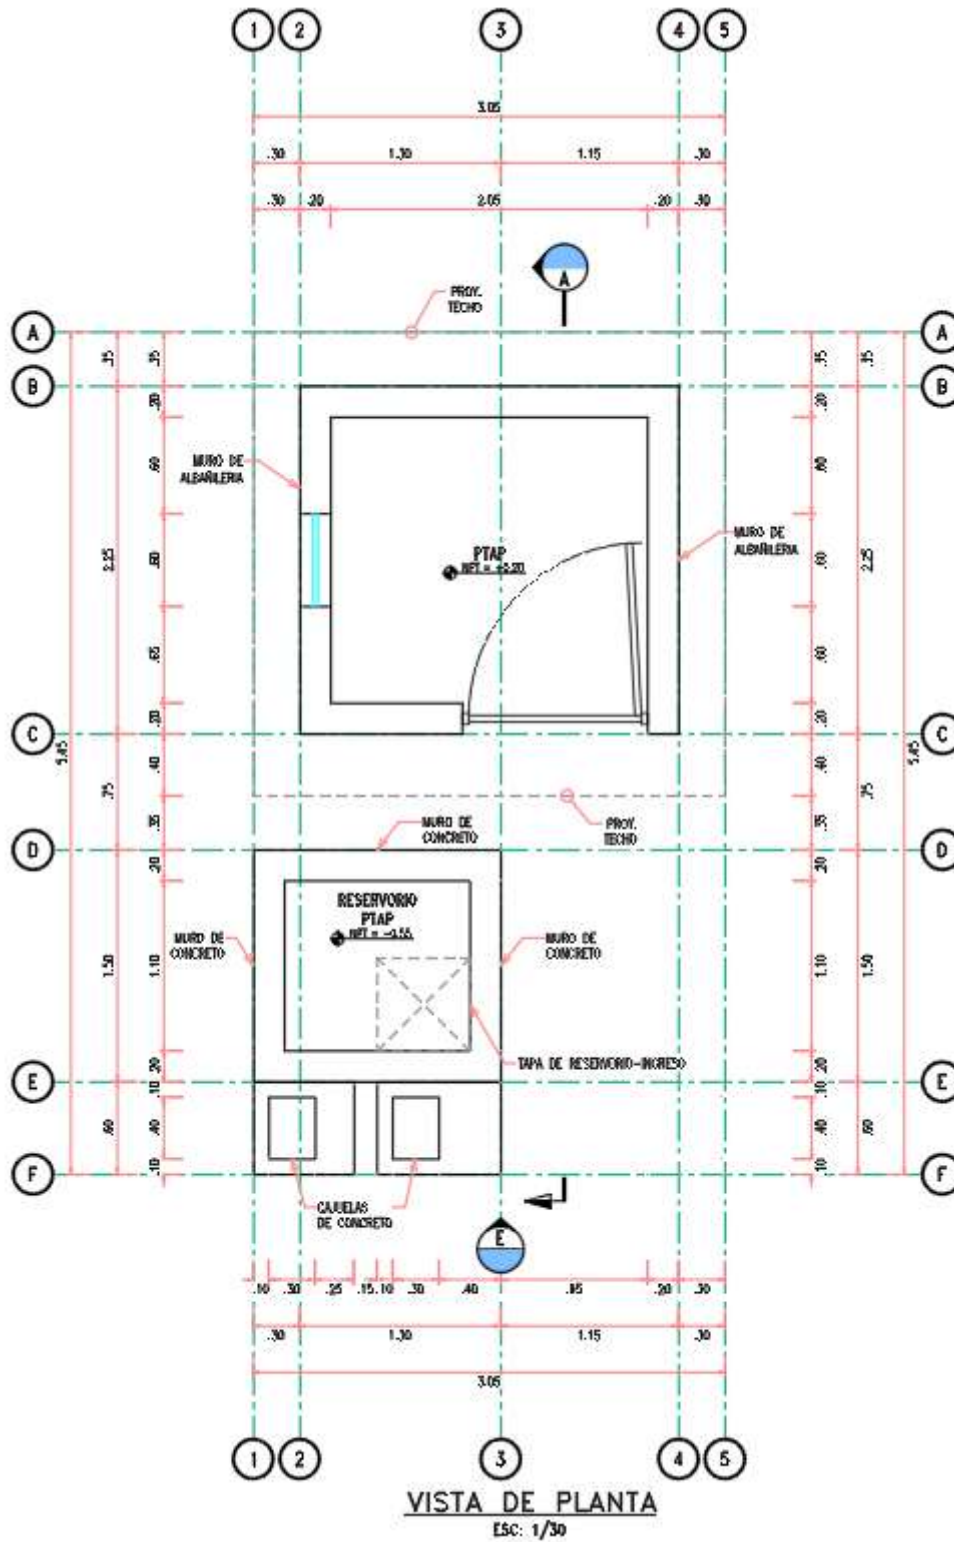 1 2 3 4 5
3.05
.30 1.30 1.15 .30
.30 .20 2.05 .20 .30
A
PROY.
TECHO
A A
.35 .35 .35 .35
B B
.20 .20
MURO DE
ALBAÑILERIA
.60 .60
MURO DE
ALBAÑILERIA
PTAP
NPT = +0.20
2.25 .60 .60 2.25
.65 .60
.20 .20
C C
5.45 .75 .40 .40 .75 5.45
PROY.
TECHO
MURO DE
CONCRETO
.35 .35
D D
.20 .20
RESERVORIO
PTAP
NPT = -0.55
MURO DE
CONCRETO
MURO DE
CONCRETO
1.50 1.10 1.10 1.50
TAPA DE RESERVORIO-INGRESO
.20 .20
E E
.10 .10
.60 .40 .40 .60
.10 .10
F F
CAJUELAS
DE CONCRETO
E
.10 .30 .25 .15 .10 .30 .40 .20 .30
.30 1.30 1.15 .30
3.05
1 2 3 4 5
VISTA DE PLANTA
ESC: 1/30